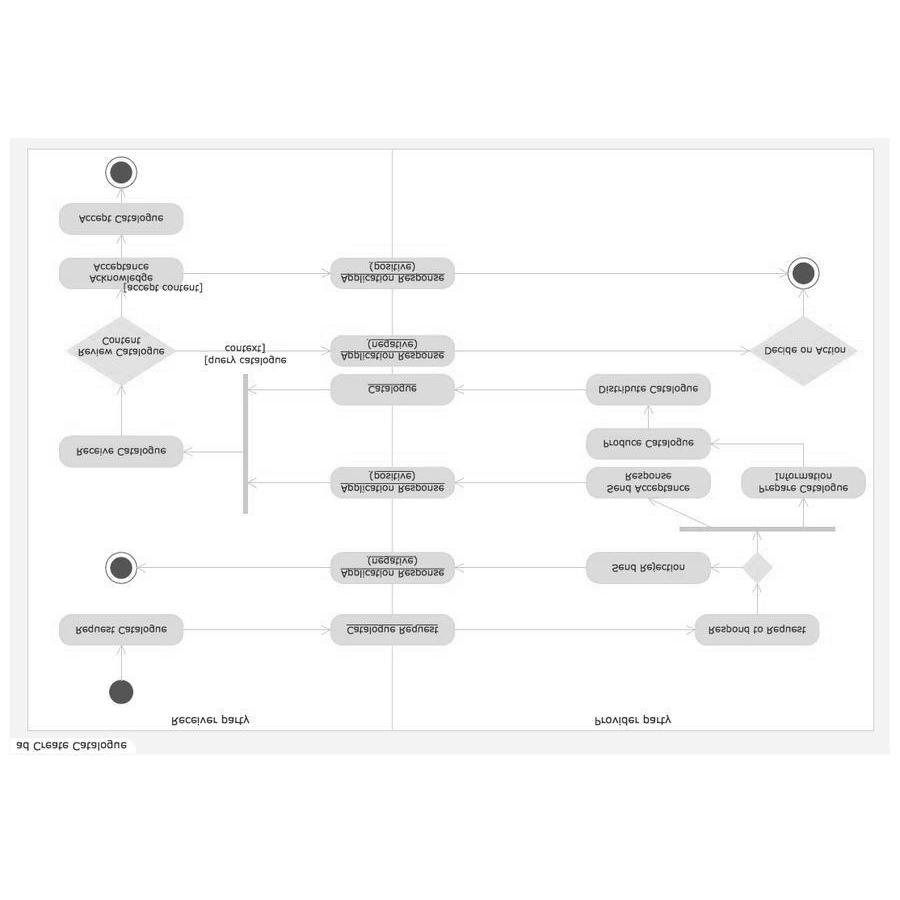 ad Create Catalogue
Receiver party
Provider party
Request Catalogue
Catalogue Request
Respond to Request
Application Response
(negative)
Send Rejection
Application Response
(positive)
Send Acceptance
Response
Prepare Catalogue
Information
Receive Catalogue
Produce Catalogue
Catalogue
Distribute Catalogue
Review Catalogue
Content
[query catalogue
context]
Application Response
(negative)
Decide on Action
[accept content]
Acknowledge
Acceptance
Application Response
(positive)
Accept Catalogue